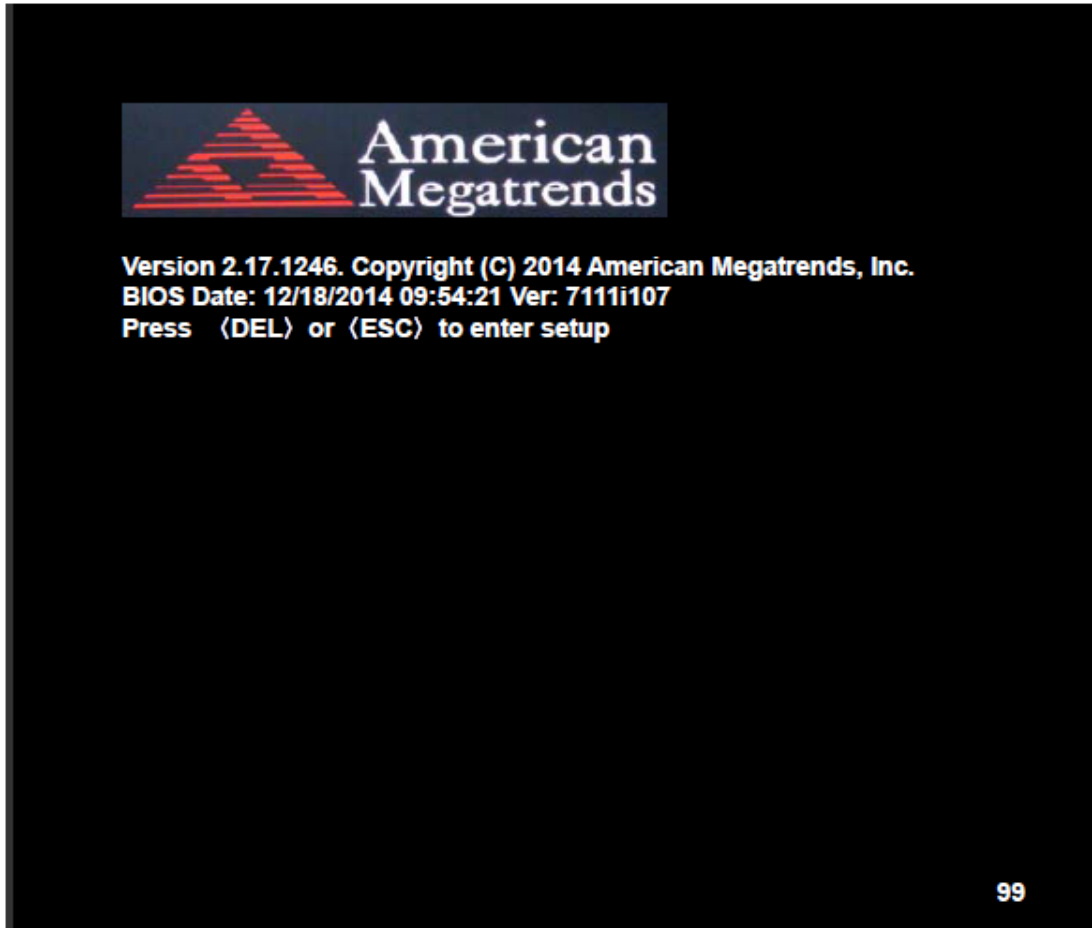 American
Megatrends
Version 2.17.1246. Copyright (C) 2014 American Megatrends, Inc.
BIOS Date: 12/18/2014 09:54:21 Ver: 7111i107
Press 〈DEL〉 or 〈ESC〉 to enter setup
99